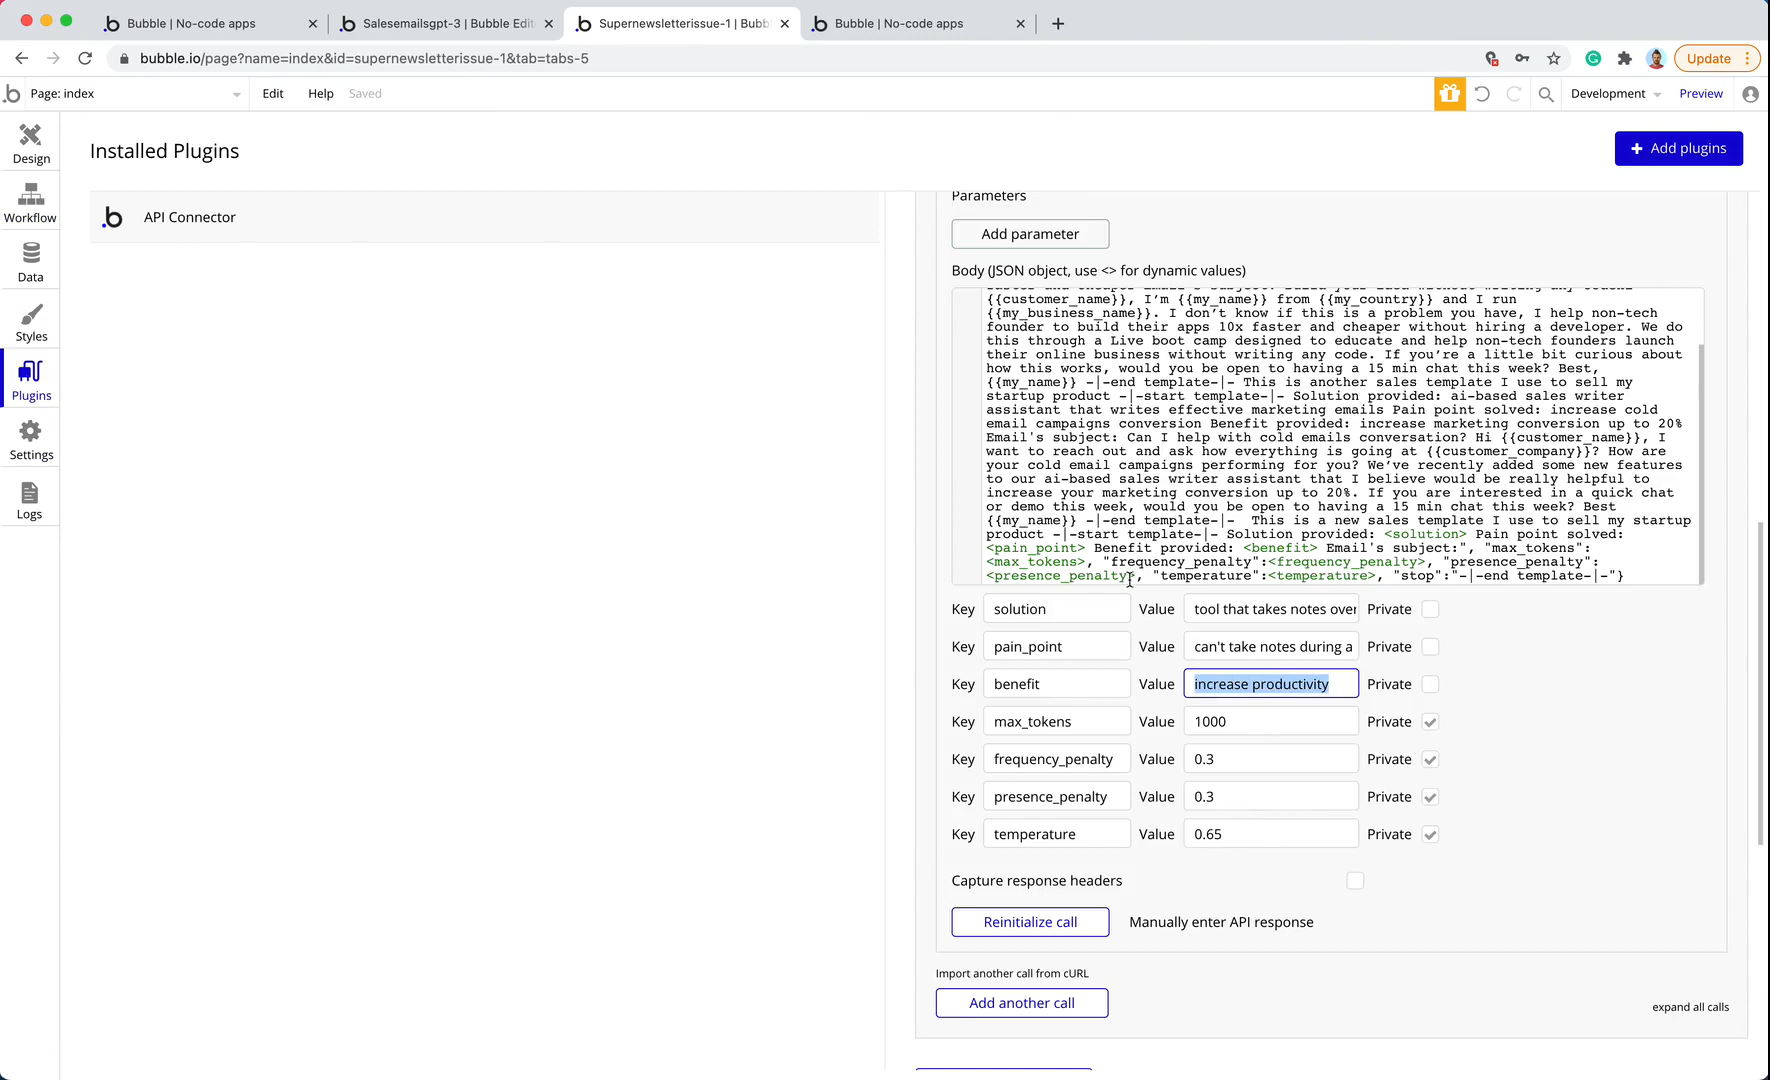 Bubble | No-code apps
Salesemailsgpt-3 | Bubble Edit
Supernewsletterissue-1 | Bubb
Bubble | No-code apps
bubble.io/page?name=index&id=supernewsletterissue-1&tab=tabs-5
Update
Page: index
Edit
Help
Saved
Development
Preview
Design
Workflow
Data
Styles
Plugins
Settings
Logs
Installed Plugins
+ Add plugins
API Connector
Parameters
Add parameter
Body (JSON object, use <> for dynamic values)
{{customer_name}}, I'm {{my_name}} from {{my_country}} and I run
{{my_business_name}}. I don't know if this is a problem you have, I help non-tech
founder to build their apps 10x faster and cheaper without hiring a developer. We do
this through a Live boot camp designed to educate and help non-tech founders launch
their online business without writing any code. If you're a little bit curious about
how this works, would you be open to having a 15 min chat this week? Best,
{{my_name}} -|-end template-|- This is another sales template I use to sell my
startup product -|-start template-|- Solution provided: ai-based sales writer
assistant that writes effective marketing emails Pain point solved: increase cold
email campaigns conversion Benefit provided: increase marketing conversion up to 20%
Email's subject: Can I help with cold emails conversation? Hi {{customer_name}}, I
want to reach out and ask how everything is going at {{customer_company}}? How are
your cold email campaigns performing for you? We've recently added some new features
to our ai-based sales writer assistant that I believe would be really helpful to
increase your marketing conversion up to 20%. If you are interested in a quick chat
or demo this week, would you be open to having a 15 min chat this week? Best
{{my_name}} -|-end template-|-  This is a new sales template I use to sell my startup
product -|-start template-|- Solution provided: <solution> Pain point solved:
<pain_point> Benefit provided: <benefit> Email's subject:", "max_tokens":
<max_tokens>, "frequency_penalty":<frequency_penalty>, "presence_penalty":
<presence_penalty>, "temperature":<temperature>, "stop":"-|-end template-|-"}
Key solution Value tool that takes notes over Private
Key pain_point Value can't take notes during a Private
Key benefit Value increase productivity Private
Key max_tokens Value 1000 Private
Key frequency_penalty Value 0.3 Private
Key presence_penalty Value 0.3 Private
Key temperature Value 0.65 Private
Capture response headers
Reinitialize call
Manually enter API response
Import another call from cURL
Add another call
expand all calls